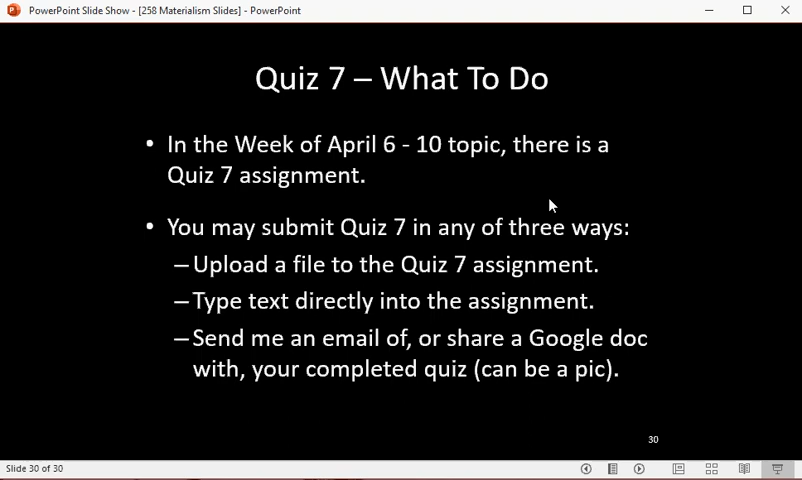 PowerPoint Slide Show - [258 Materialism Slides] - PowerPoint
Quiz 7 – What To Do
• In the Week of April 6 - 10 topic, there is a
Quiz 7 assignment.
• You may submit Quiz 7 in any of three ways:
–Upload a file to the Quiz 7 assignment.
–Type text directly into the assignment.
–Send me an email of, or share a Google doc
with, your completed quiz (can be a pic).
30
Slide 30 of 30